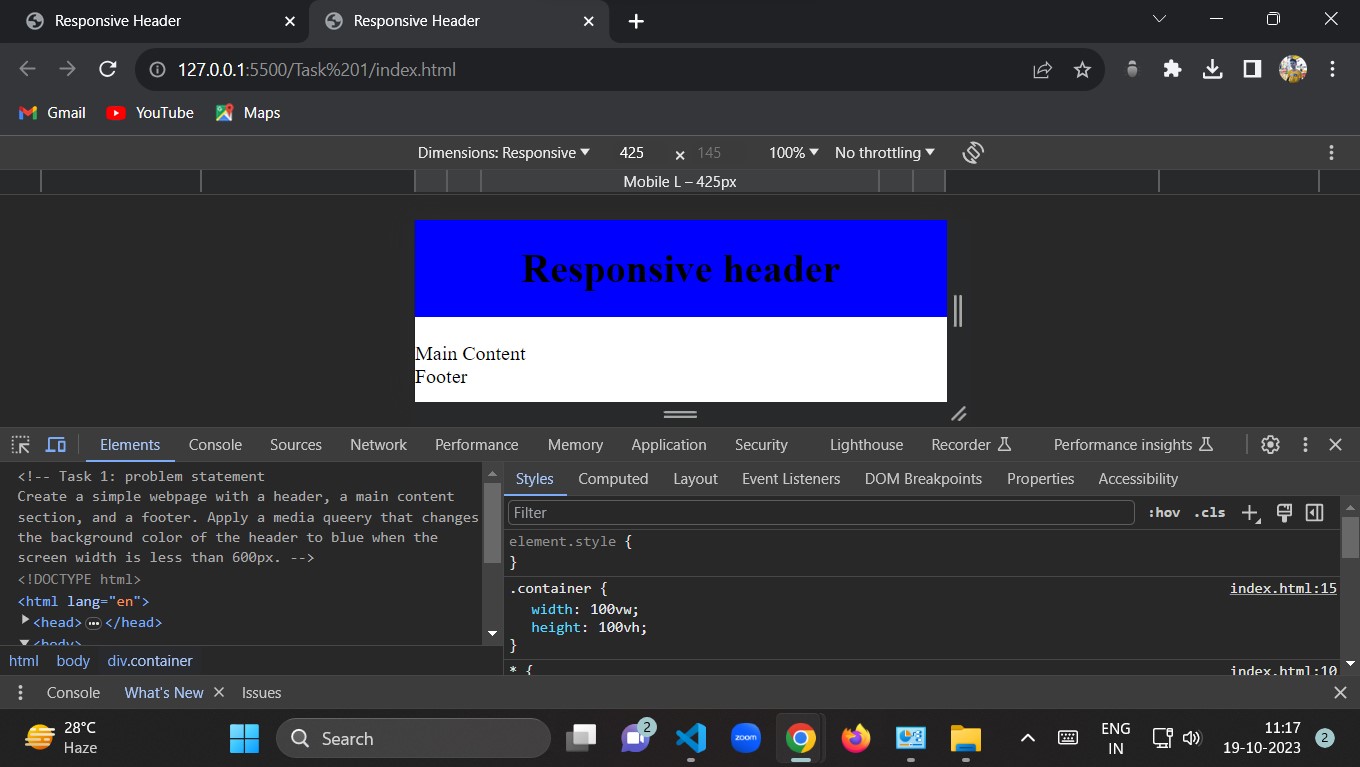 Responsive Header
Responsive Header
127.0.0.1:5500/Task%201/index.html
Gmail YouTube Maps
Dimensions: Responsive 425 × 145 100% No throttling
Mobile L – 425px
Responsive header
Main Content
Footer
Elements Console Sources Network Performance Memory Application Security Lighthouse Recorder Performance insights
<!-- Task 1: problem statement
Create a simple webpage with a header, a main content
section, and a footer. Apply a media queery that changes
the background color of the header to blue when the
screen width is less than 600px. -->
<!DOCTYPE html>
<html lang="en">
<head> ••• </head>
<body>
html body div.container
Styles Computed Layout Event Listeners DOM Breakpoints Properties Accessibility
Filter :hov .cls
element.style {
}
.container { index.html:15
width: 100vw;
height: 100vh;
}
* { index.html:10
Console What's New Issues
28°C
Haze
Search
2
zoom
ENG
IN
11:17
19-10-2023
2